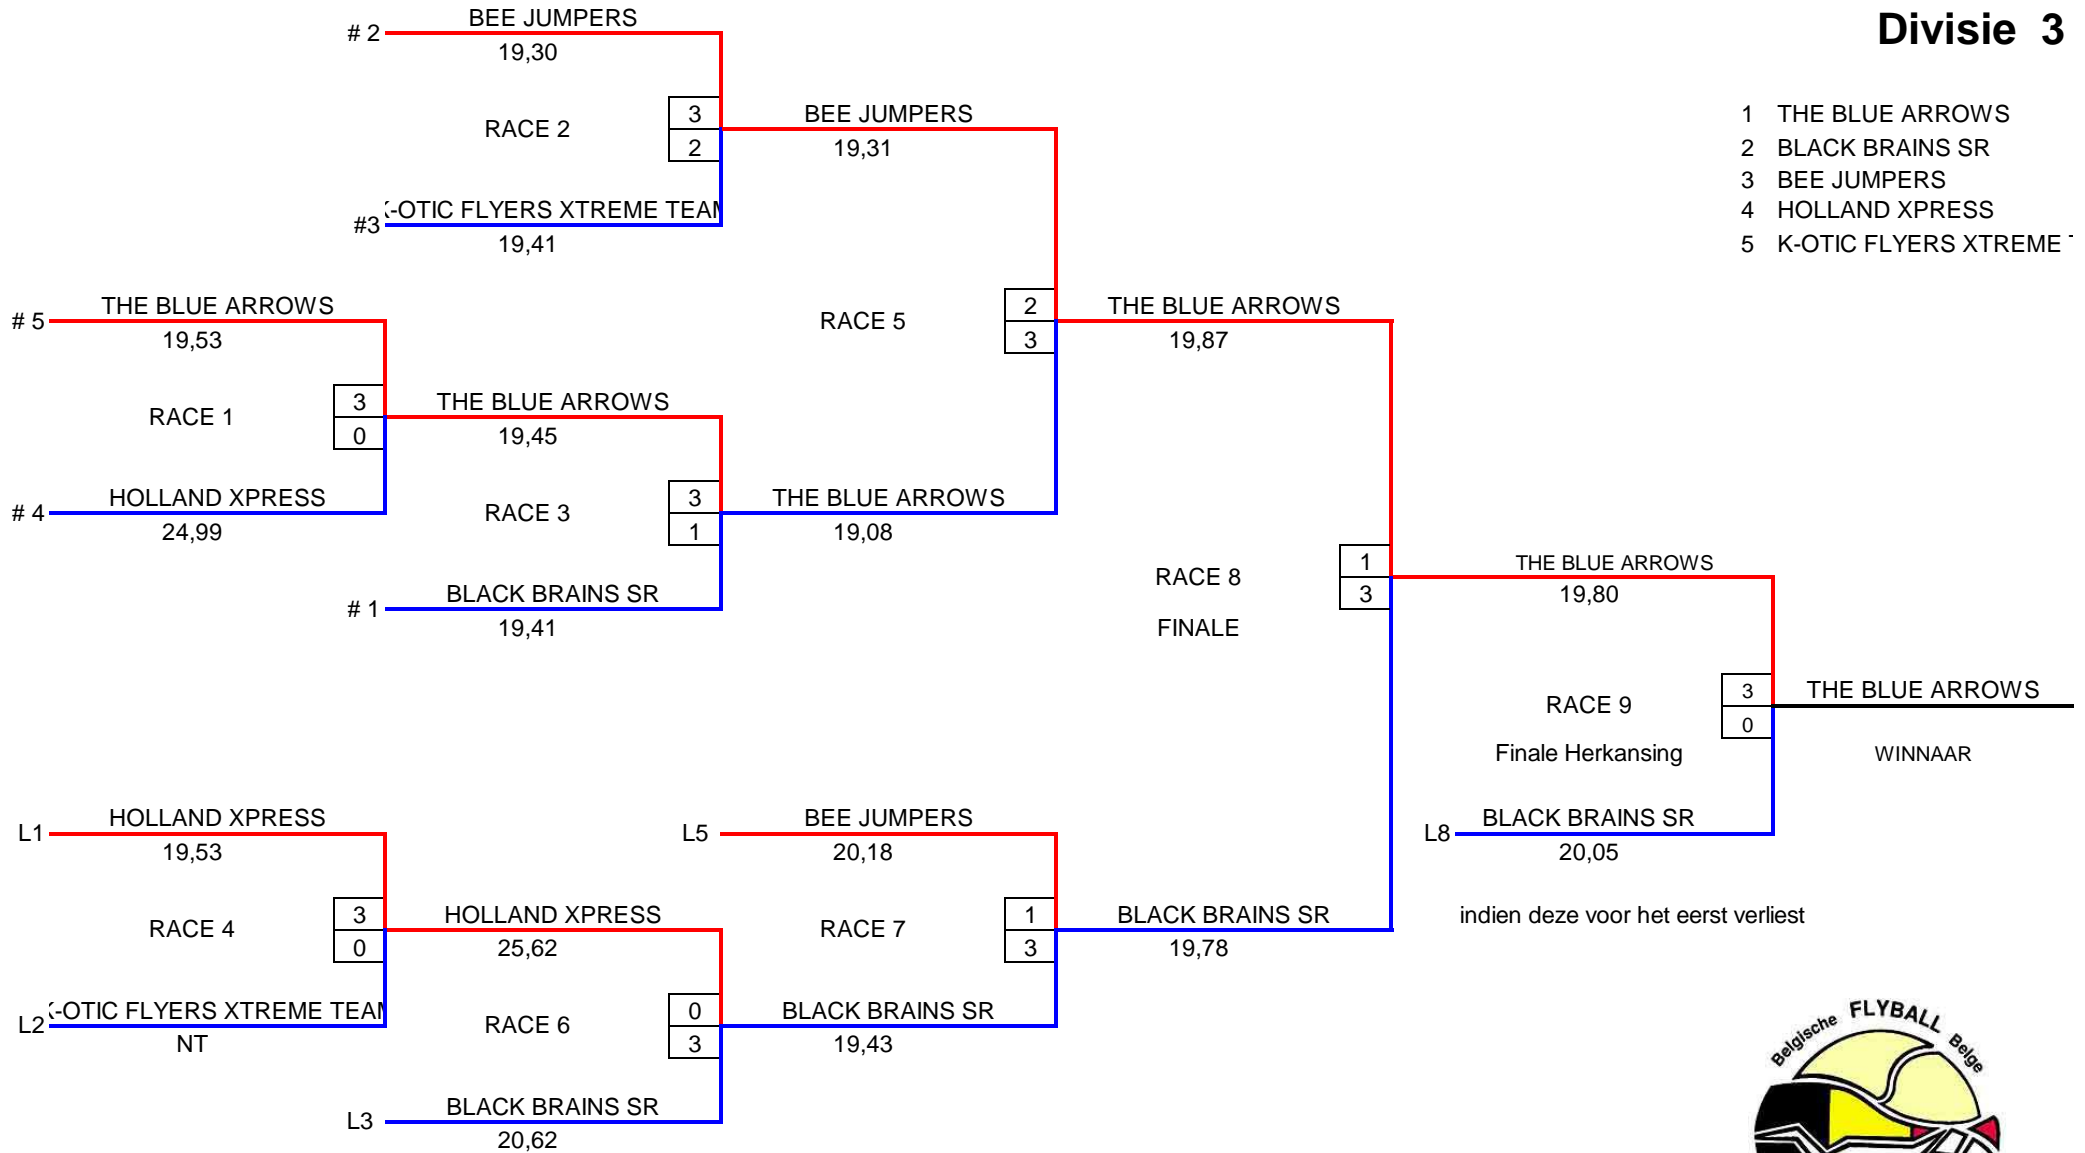 Divisie 3
1 THE BLUE ARROWS
2 BLACK BRAINS SR
3 BEE JUMPERS
4 HOLLAND XPRESS
5 K-OTIC FLYERS XTREME
# 2 BEE JUMPERS
19,30
RACE 2
3
2
#3 K-OTIC FLYERS XTREME TEAM
19,41
BEE JUMPERS
19,31
# 5 THE BLUE ARROWS
19,53
RACE 1
3
0
# 4 HOLLAND XPRESS
24,99
THE BLUE ARROWS
19,45
RACE 3
3
1
# 1 BLACK BRAINS SR
19,41
THE BLUE ARROWS
19,08
RACE 5
2
3
THE BLUE ARROWS
19,87
RACE 8
FINALE
1
3
THE BLUE ARROWS
19,80
RACE 9
Finale Herkansing
3
0
THE BLUE ARROWS
WINNAAR
L8 BLACK BRAINS SR
20,05
indien deze voor het eerst verliest
L1 HOLLAND XPRESS
19,53
RACE 4
3
0
L2 K-OTIC FLYERS XTREME TEAM
NT
HOLLAND XPRESS
25,62
RACE 6
0
3
L3 BLACK BRAINS SR
20,62
L5 BEE JUMPERS
20,18
RACE 7
1
3
BLACK BRAINS SR
19,43
BLACK BRAINS SR
19,78
Belgische FLYBALL Belge